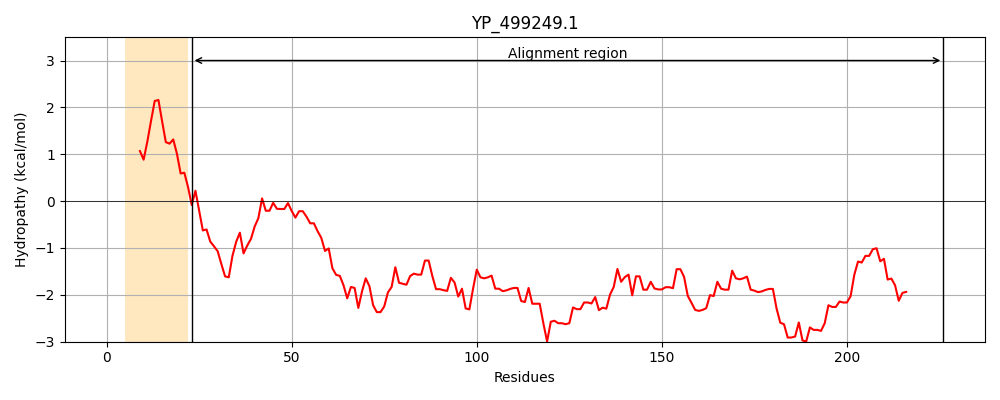 YP_499249.1
Alignment region
Hydropathy (kcal/mol)
3
2
1
0
−1
−2
−3
0 50 100 150 200
Residues